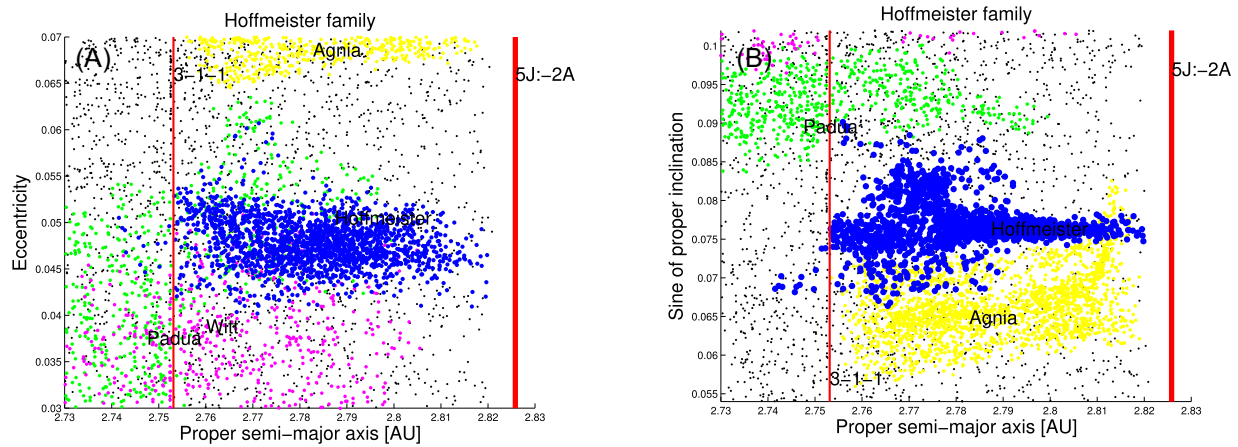 Hoffmeister family
(A)
Eccentricity
0.07
0.065
0.06
0.055
0.05
0.045
0.04
0.035
0.03
Agnia
3−1−1
5J:−2A
Hoffmeister
Witt
Padua
2.73 2.74 2.75 2.76 2.77 2.78 2.79 2.8 2.81 2.82 2.83
Proper semi−major axis [AU]
Hoffmeister family
(B)
Sine of proper inclination
0.1
0.095
0.09
0.085
0.08
0.075
0.07
0.065
0.06
0.055
5J:−2A
Padua
Hoffmeister
Agnia
3−1−1
2.73 2.74 2.75 2.76 2.77 2.78 2.79 2.8 2.81 2.82 2.83
Proper semi−major axis [AU]